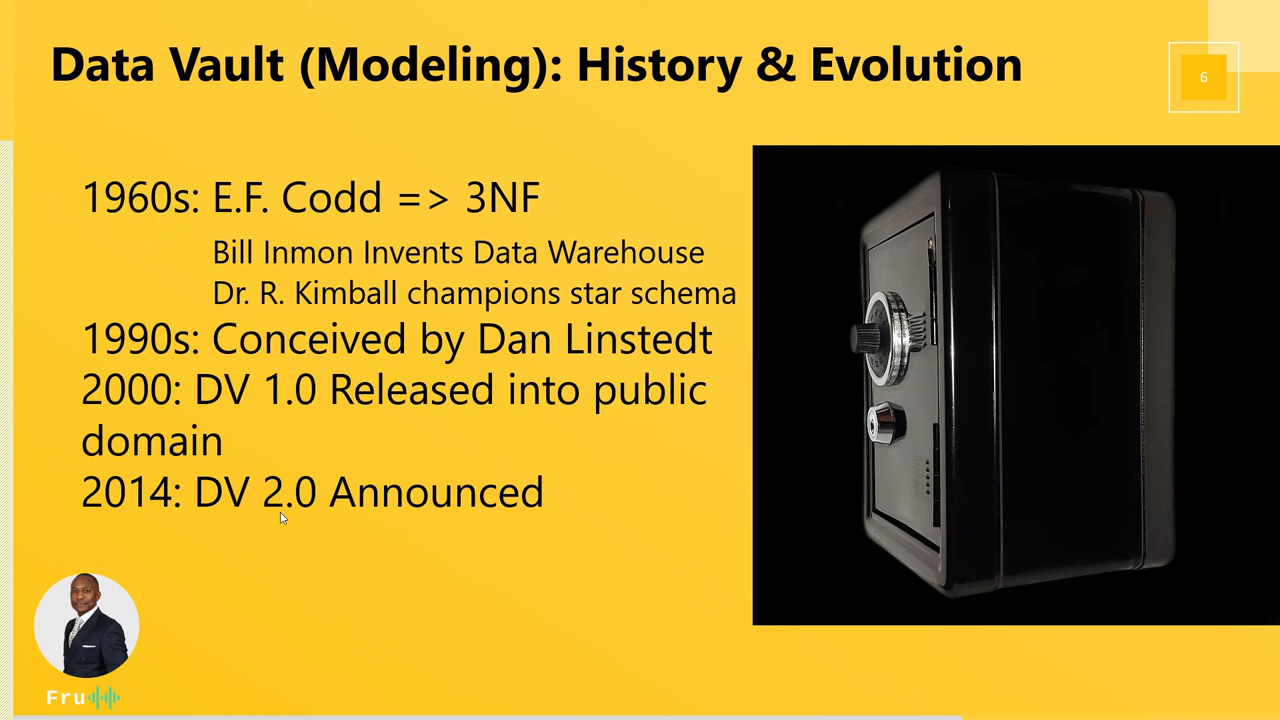 Data Vault (Modeling): History & Evolution
6
1960s: E.F. Codd => 3NF
Bill Inmon Invents Data Warehouse
Dr. R. Kimball champions star schema
1990s: Conceived by Dan Linstedt
2000: DV 1.0 Released into public
domain
2014: DV 2.0 Announced
Fru